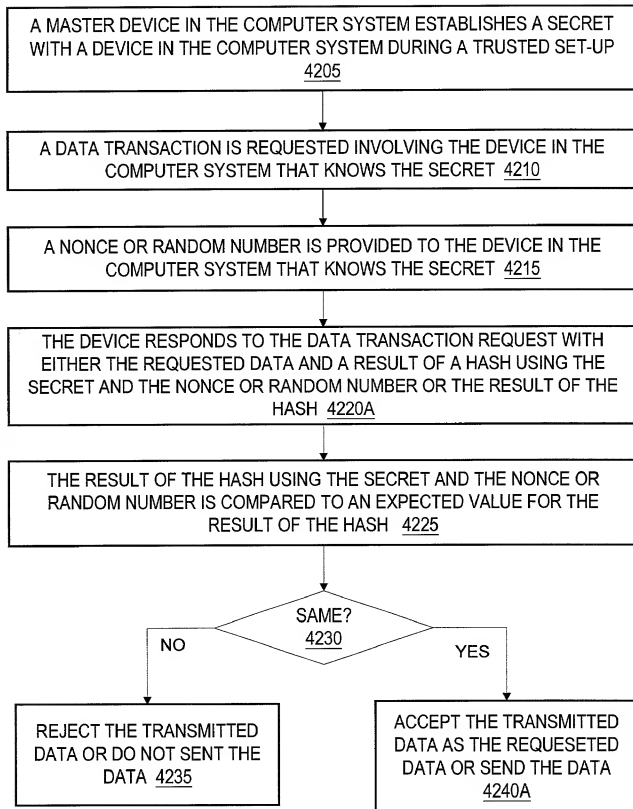 A MASTER DEVICE IN THE COMPUTER SYSTEM ESTABLISHES A SECRET
WITH A DEVICE IN THE COMPUTER SYSTEM DURING A TRUSTED SET-UP
4205
A DATA TRANSACTION IS REQUESTED INVOLVING THE DEVICE IN THE
COMPUTER SYSTEM THAT KNOWS THE SECRET 4210
A NONCE OR RANDOM NUMBER IS PROVIDED TO THE DEVICE IN THE
COMPUTER SYSTEM THAT KNOWS THE SECRET 4215
THE DEVICE RESPONDS TO THE DATA TRANSACTION REQUEST WITH
EITHER THE REQUESTED DATA AND A RESULT OF A HASH USING THE
SECRET AND THE NONCE OR RANDOM NUMBER OR THE RESULT OF THE
HASH 4220A
THE RESULT OF THE HASH USING THE SECRET AND THE NONCE OR
RANDOM NUMBER IS COMPARED TO AN EXPECTED VALUE FOR THE
RESULT OF THE HASH 4225
SAME?
4230
NO
YES
REJECT THE TRANSMITTED
DATA OR DO NOT SENT THE
DATA 4235
ACCEPT THE TRANSMITTED
DATA AS THE REQUESETED
DATA OR SEND THE DATA
4240A